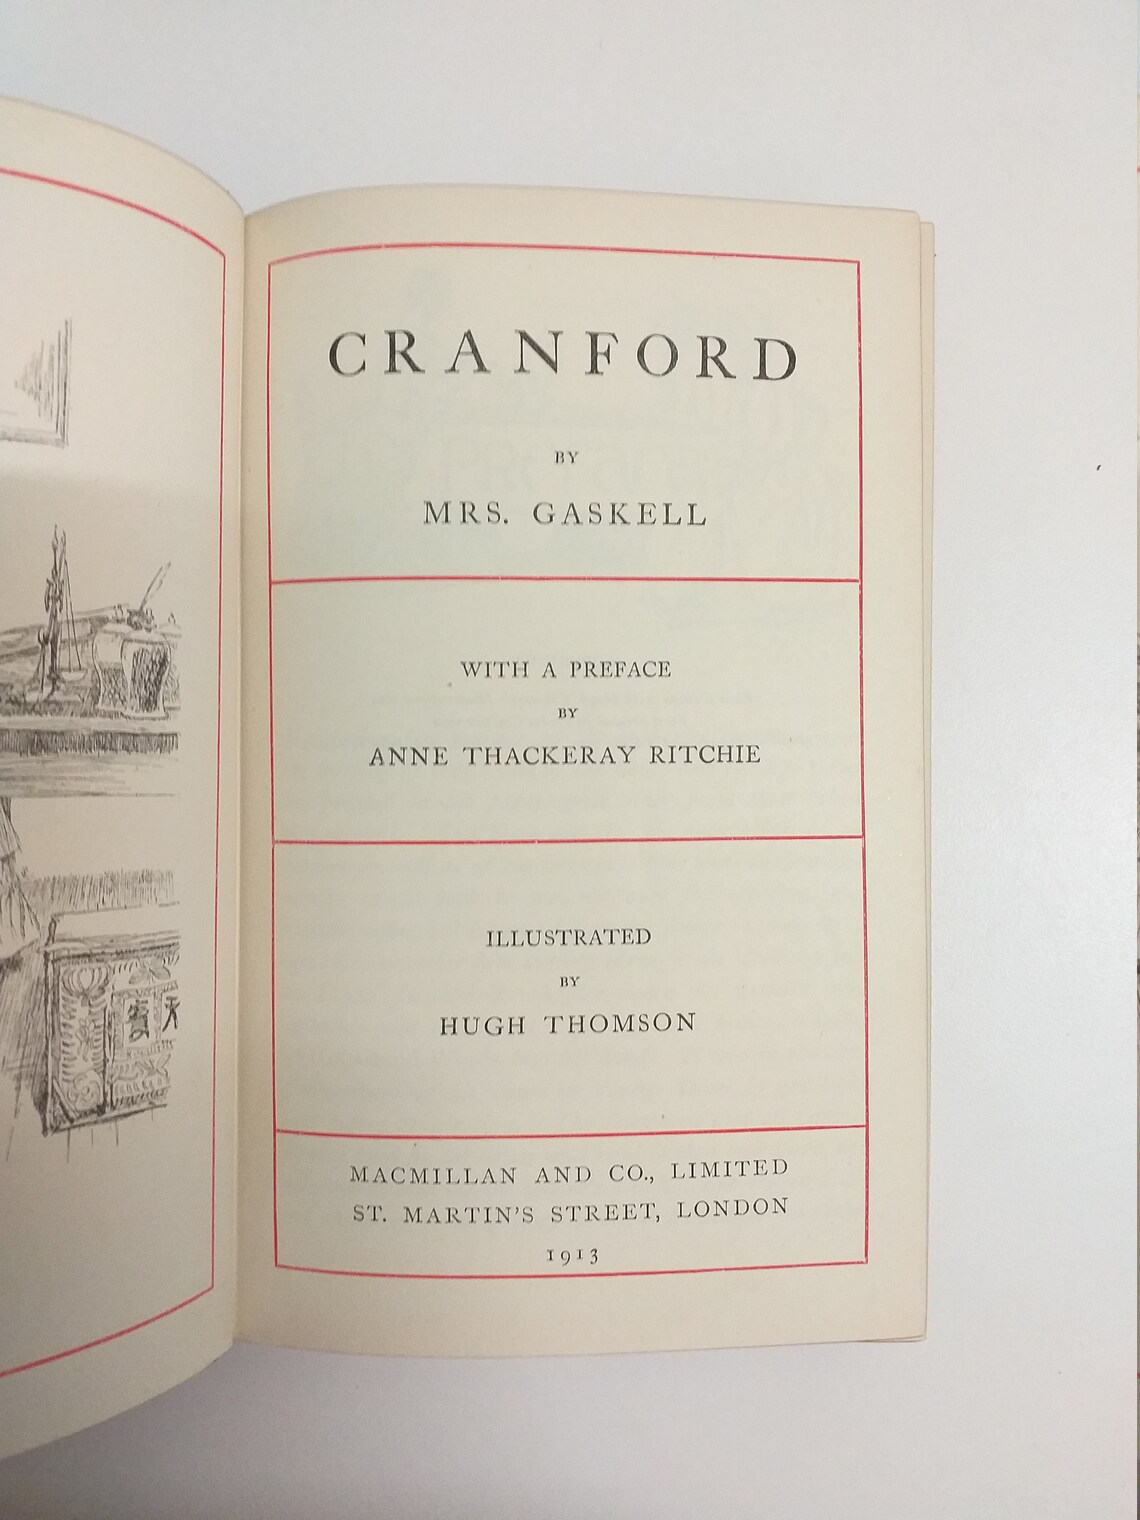 CRANFORD
BY
MRS. GASKELL
WITH A PREFACE
BY
ANNE THACKERAY RITCHIE
ILLUSTRATED
BY
HUGH THOMSON
MACMILLAN AND CO., LIMITED
ST. MARTIN'S STREET, LONDON
1913